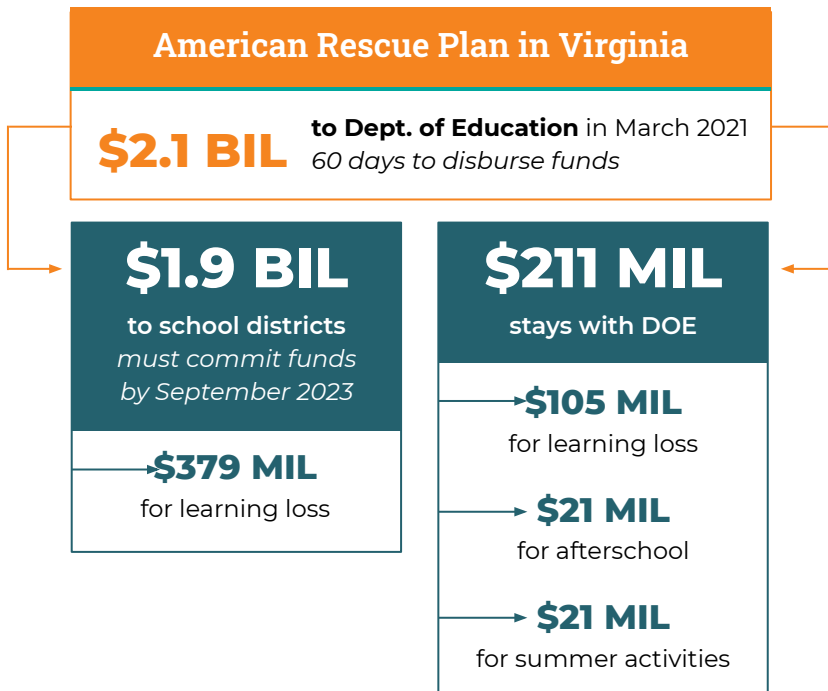 American Rescue Plan in Virginia
$2.1 BIL
to Dept. of Education in March 2021
60 days to disburse funds
$1.9 BIL
to school districts
must commit funds
by September 2023
$379 MIL
for learning loss
$211 MIL
stays with DOE
$105 MIL
for learning loss
$21 MIL
for afterschool
$21 MIL
for summer activities